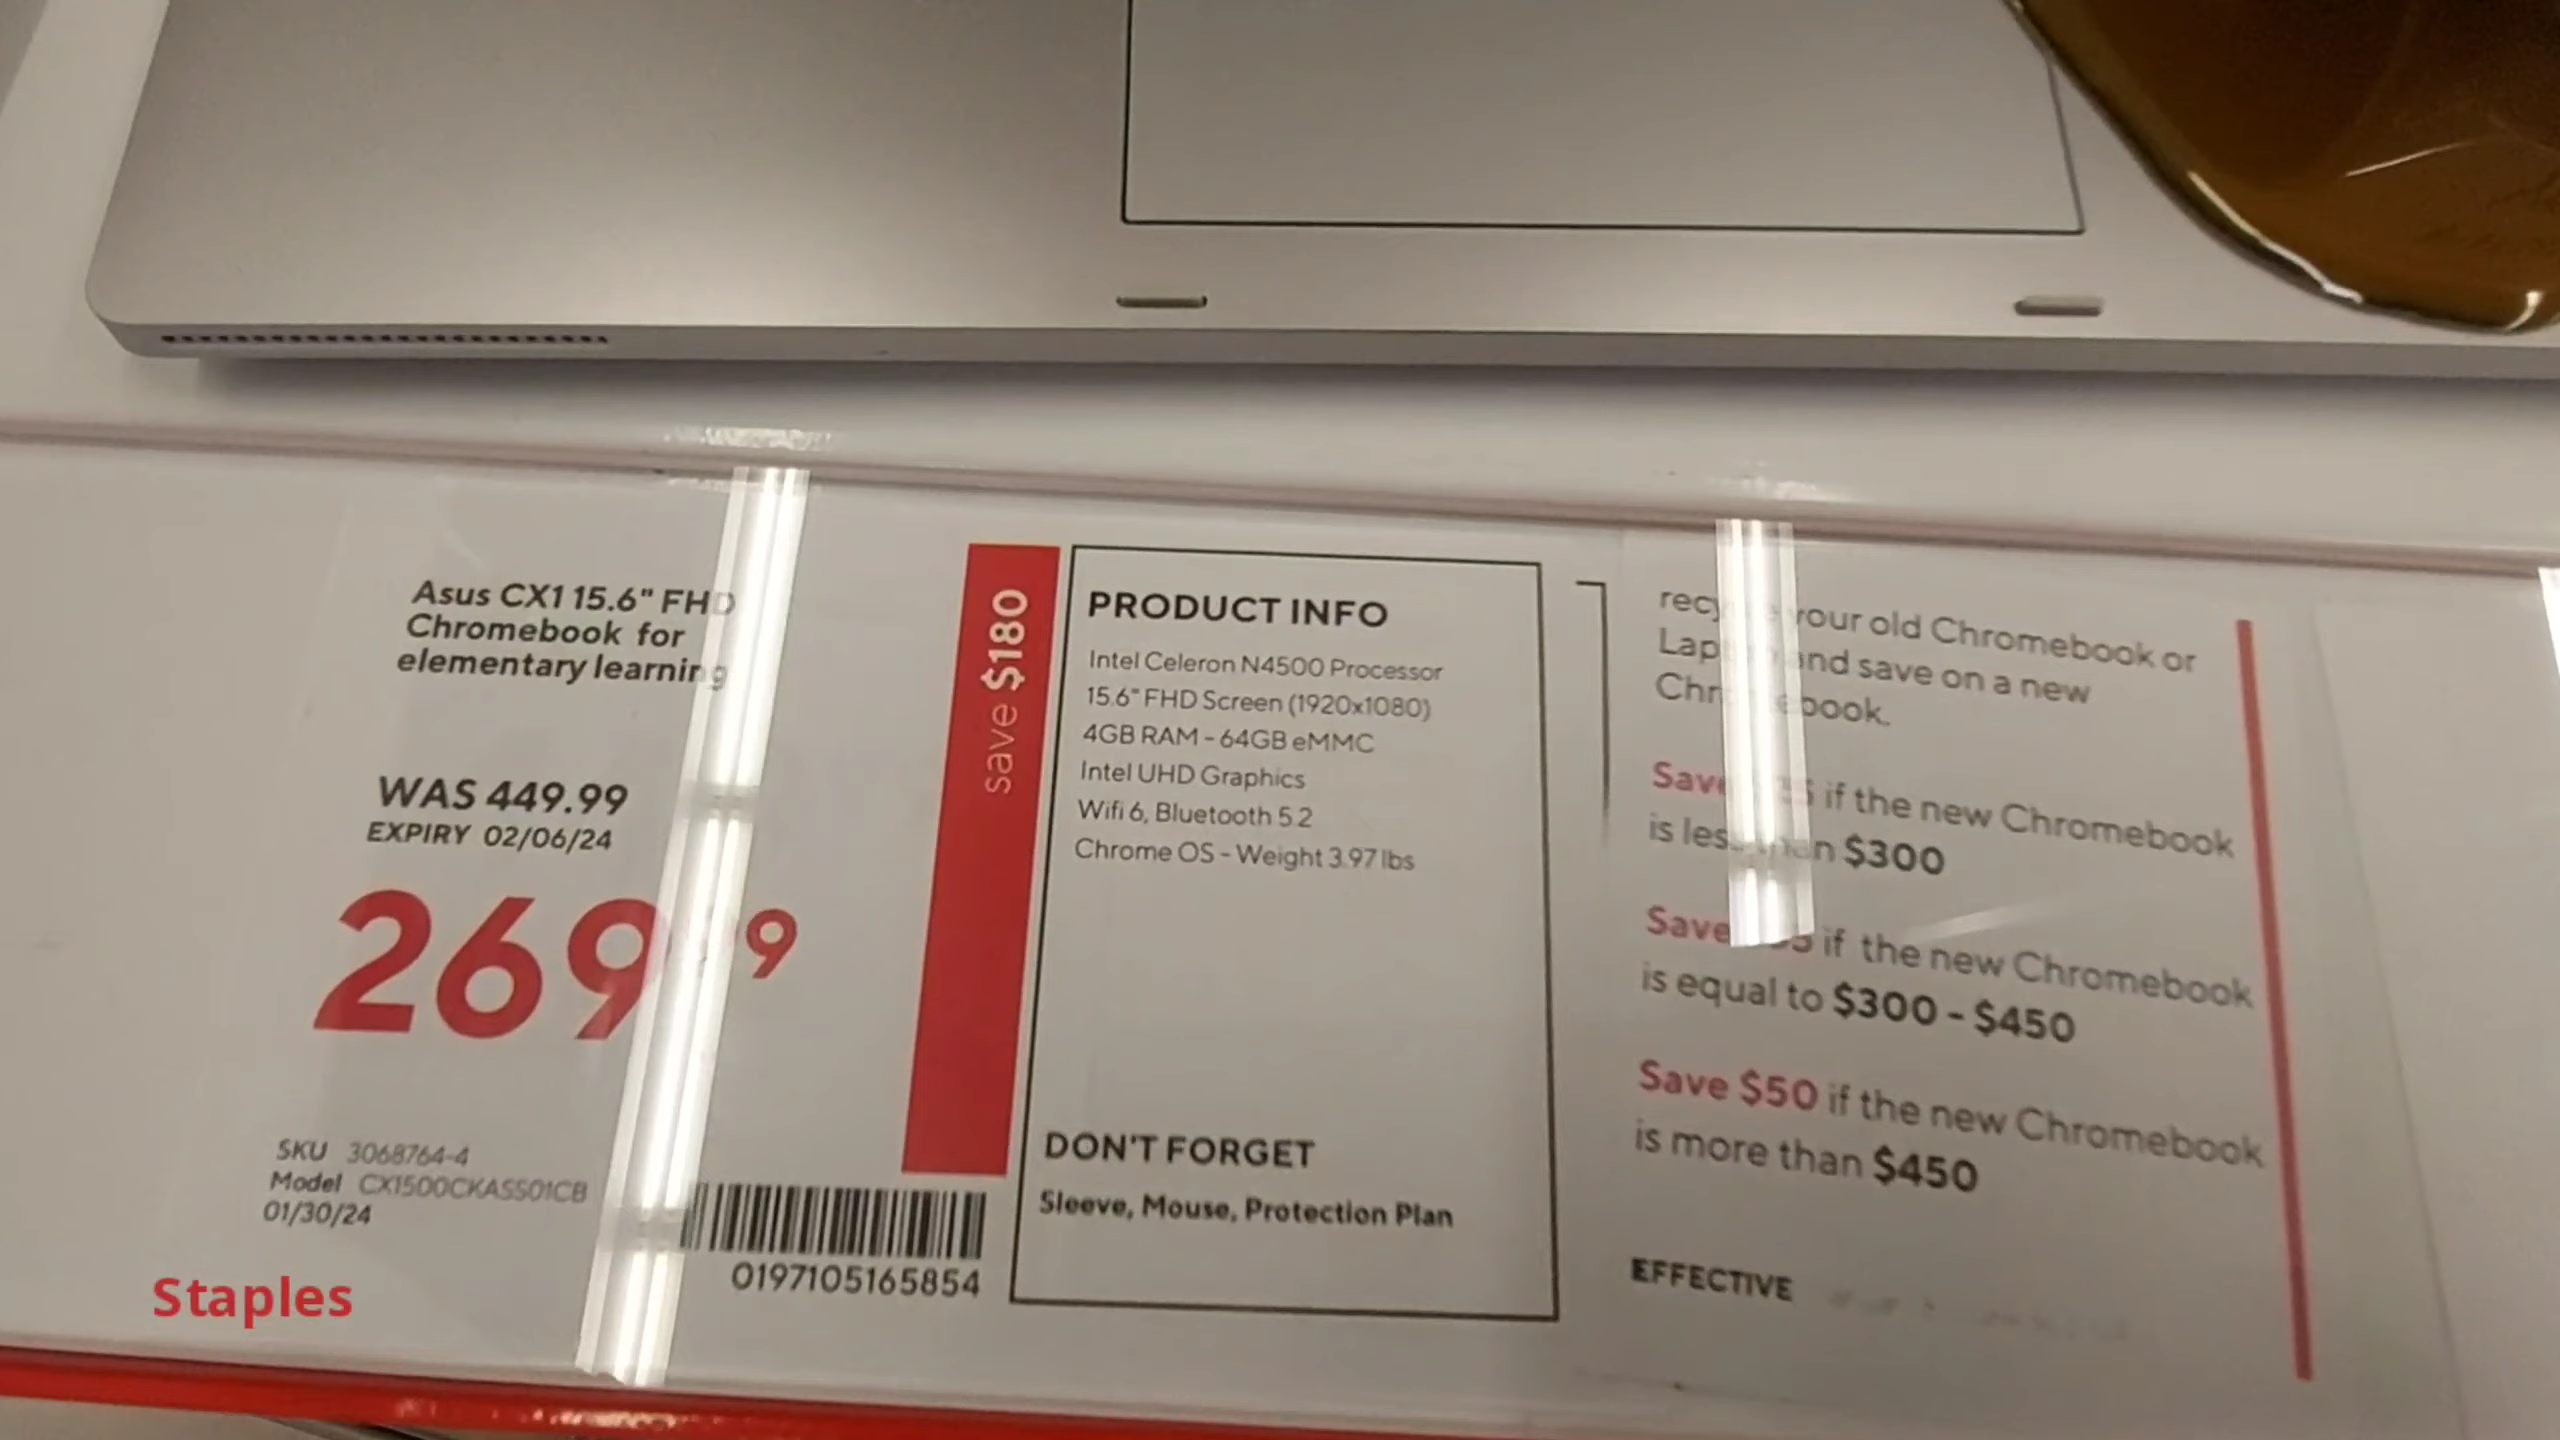 Asus CX1 15.6" FHD
Chromebook for
elementary learning
WAS 449.99
EXPIRY 02/06/24
269 9
SKU 3068764-4
Model CX1500CKASS01CB
01/30/24
0197105165854
save $180
PRODUCT INFO
Intel Celeron N4500 Processor
15.6" FHD Screen (1920x1080)
4GB RAM - 64GB eMMC
Intel UHD Graphics
Wifi 6, Bluetooth 5.2
Chrome OS - Weight 3.97 lbs
DON'T FORGET
Sleeve, Mouse, Protection Plan
your old Chromebook or
and save on a new
Save if the new Chromebook
is less than $300
Save if the new Chromebook
is equal to $300 - $450
Save $50 if the new Chromebook
is more than $450
EFFECTIVE
Staples